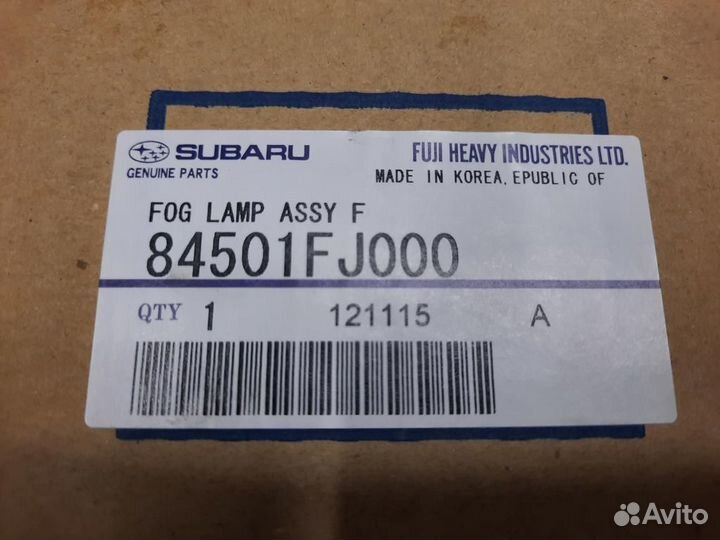 SUBARU FUJI HEAVY INDUSTRIES LTD.
GENUINE PARTS MADE IN KOREA, EPUBLIC OF
FOG LAMP ASSY F
84501FJ000
QTY 1 121115 A
Avito